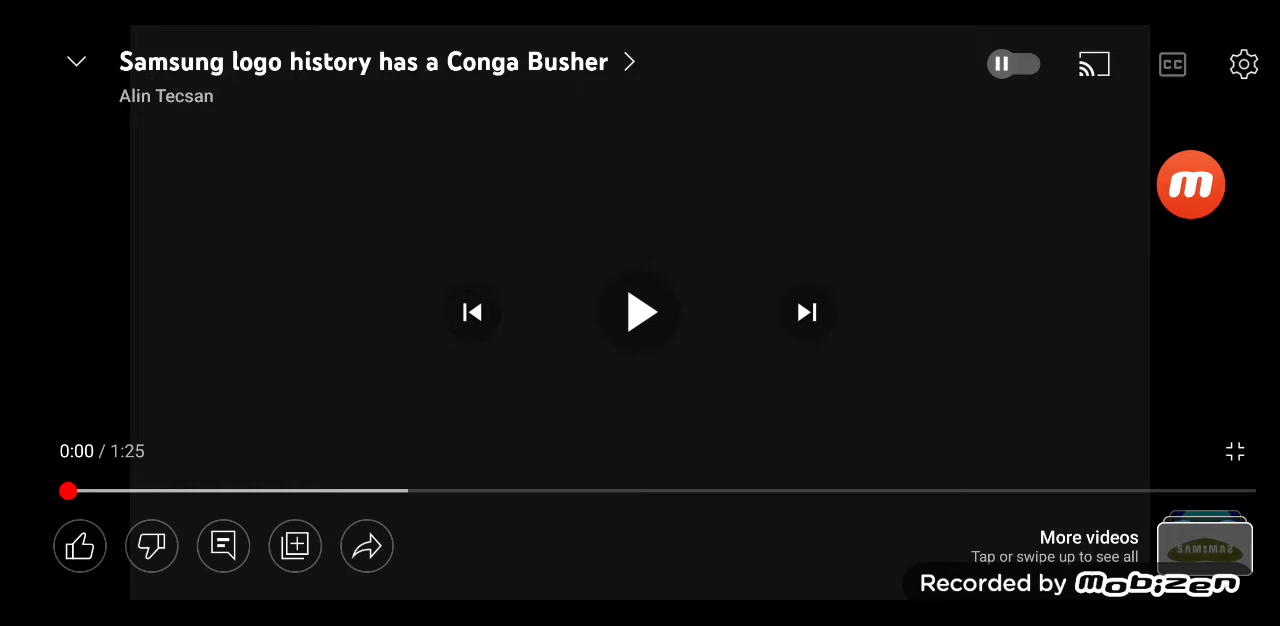 Samsung logo history has a Conga Busher
Alin Tecsan
CC
m
0:00 / 1:25
More videos
Tap or swipe up to see all
Recorded by mobizen